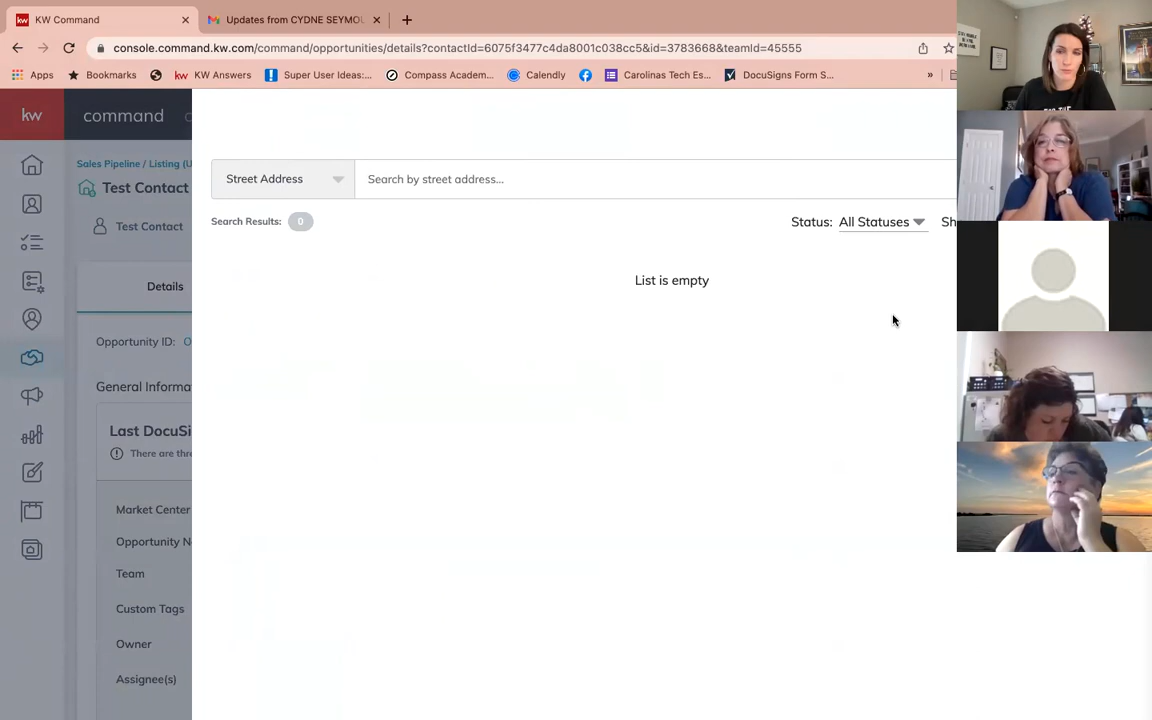 KW Command
Updates from CYDNE SEYMOU
console.command.kw.com/command/opportunities/details?contactId=6075f3477c4da8001c038cc5&id=3783668&teamId=45555
Apps Bookmarks kw KW Answers Super User Ideas:... Compass Academ... Calendly Carolinas Tech Es... DocuSigns Form S... »
kw command
Sales Pipeline / Listing (U
Test Contact
Test Contact
Details
Opportunity ID: O
General Informa
Last DocuSi
There are thre
Market Center
Opportunity N
Team
Custom Tags
Owner
Assignee(s)
Street Address Search by street address...
Search Results: 0 Status: All Statuses Sh
List is empty